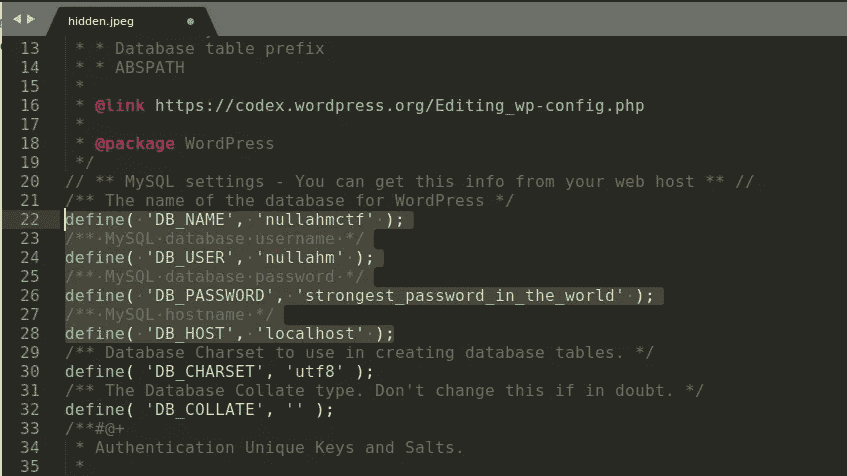 hidden.jpeg
13 * * Database table prefix
14 * * ABSPATH
15 *
16 * @link https://codex.wordpress.org/Editing_wp-config.php
17 *
18 * @package WordPress
19 */
20 // ** MySQL settings - You can get this info from your web host ** //
21 /** The name of the database for WordPress */
22 define( 'DB_NAME', 'nullahmctf' );
23 /** MySQL database username */
24 define( 'DB_USER', 'nullahm' );
25 /** MySQL database password */
26 define( 'DB_PASSWORD', 'strongest_password_in_the_world' );
27 /** MySQL hostname */
28 define( 'DB_HOST', 'localhost' );
29 /** Database Charset to use in creating database tables. */
30 define( 'DB_CHARSET', 'utf8' );
31 /** The Database Collate type. Don't change this if in doubt. */
32 define( 'DB_COLLATE', '' );
33 /**#@+
34 * Authentication Unique Keys and Salts.
35 *